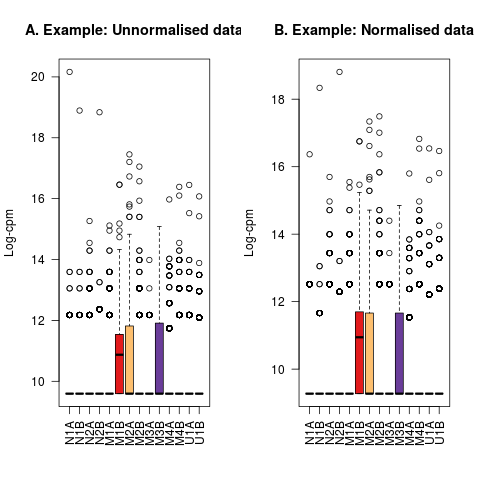 A. Example: Unnormalised data
B. Example: Normalised data
Log-cpm
20
18
16
14
12
10
N1A
N1B
N2A
N2B
M1A
M1B
M2A
M2B
M3A
M3B
M4A
M4B
U1A
U1B
Log-cpm
18
16
14
12
10
N1A
N1B
N2A
N2B
M1A
M1B
M2A
M2B
M3A
M3B
M4A
M4B
U1A
U1B